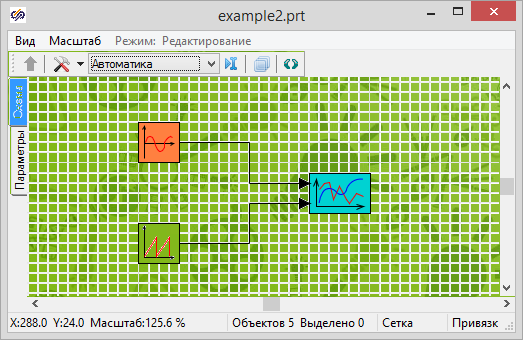 example2.prt
Вид Масштаб Режим: Редактирование
Автоматика
Схема
Параметры
X:288.0 Y:24.0 Масштаб:125.6 % Объектов 5 Выделено 0 Сетка Привязк